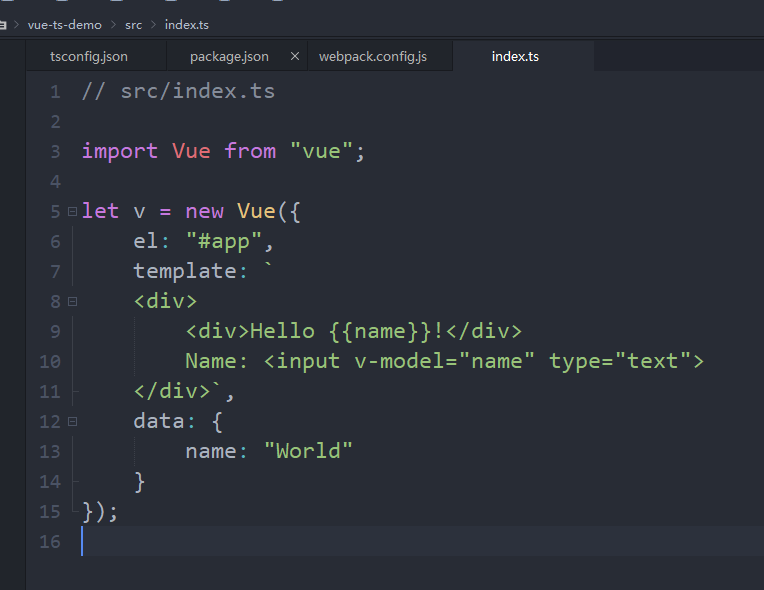 vue-ts-demo > src > index.ts
tsconfig.json package.json × webpack.config.js index.ts
1 // src/index.ts
2
3 import Vue from "vue";
4
5 let v = new Vue({
6     el: "#app",
7     template: `
8     <div>
9         <div>Hello {{name}}!</div>
10         Name: <input v-model="name" type="text">
11     </div>`,
12     data: {
13         name: "World"
14     }
15 });
16